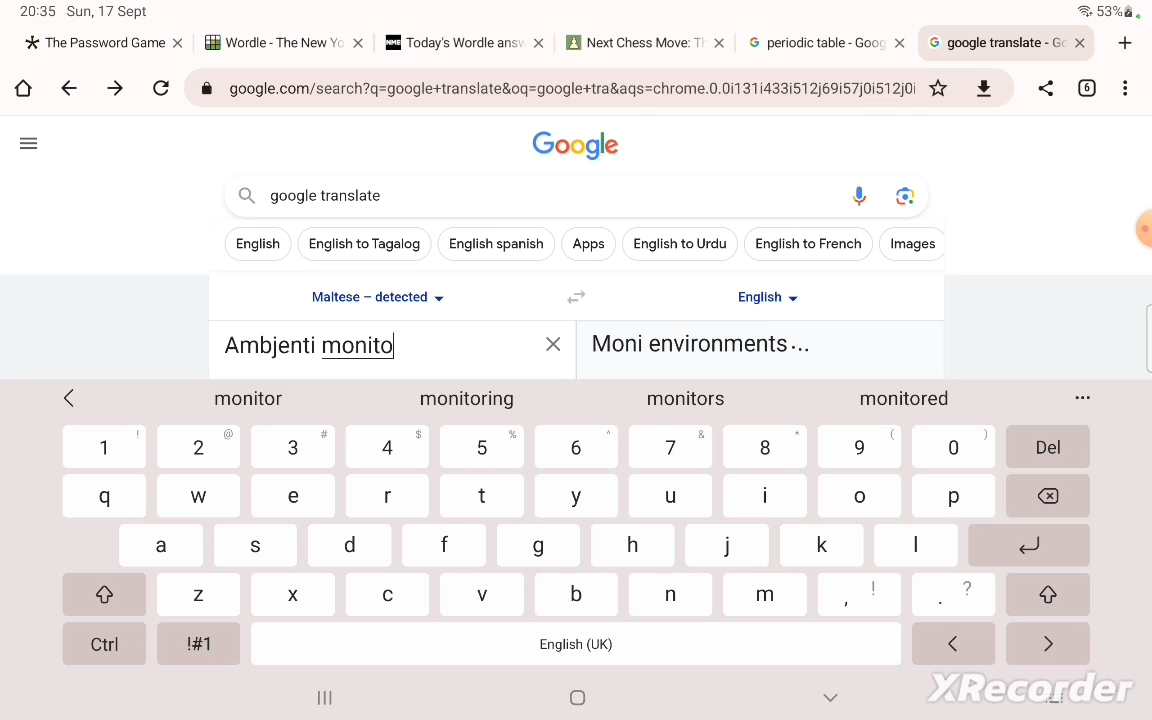 20:35 Sun, 17 Sept 53%
The Password Game Wordle - The New Yo Today's Wordle answ Next Chess Move: Th periodic table - Goog google translate - Go
google.com/search?q=google+translate&oq=google+tra&aqs=chrome.0.0i131i433i512j69i57j0i512j0i 6
Google
google translate
English English to Tagalog English spanish Apps English to Urdu English to French Images
Maltese – detected English
Ambjenti monito Moni environments...
monitor monitoring monitors monitored ...
1 ! 2 @ 3 # 4 $ 5 % 6 ^ 7 & 8 * 9 ( 0 ) Del
q w e r t y u i o p
a s d f g h j k l
z x c v b n m , ! . ?
Ctrl !#1 English (UK) < >
XRecorder